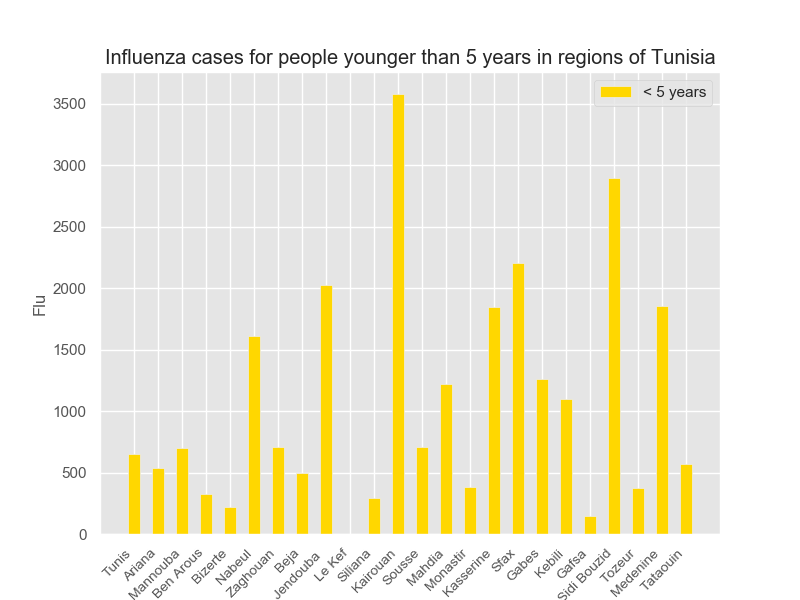 Influenza cases for people younger than 5 years in regions of Tunisia
< 5 years
3500
3000
2500
2000
1500
1000
500
0
Flu
Tunis
Ariana
Mannouba
Ben Arous
Bizerte
Nabeul
Zaghouan
Beja
Jendouba
Le Kef
Siliana
Kairouan
Sousse
Mahdia
Monastir
Kasserine
Sfax
Gabes
Kebili
Gafsa
Sidi Bouzid
Tozeur
Medenine
Tataouin